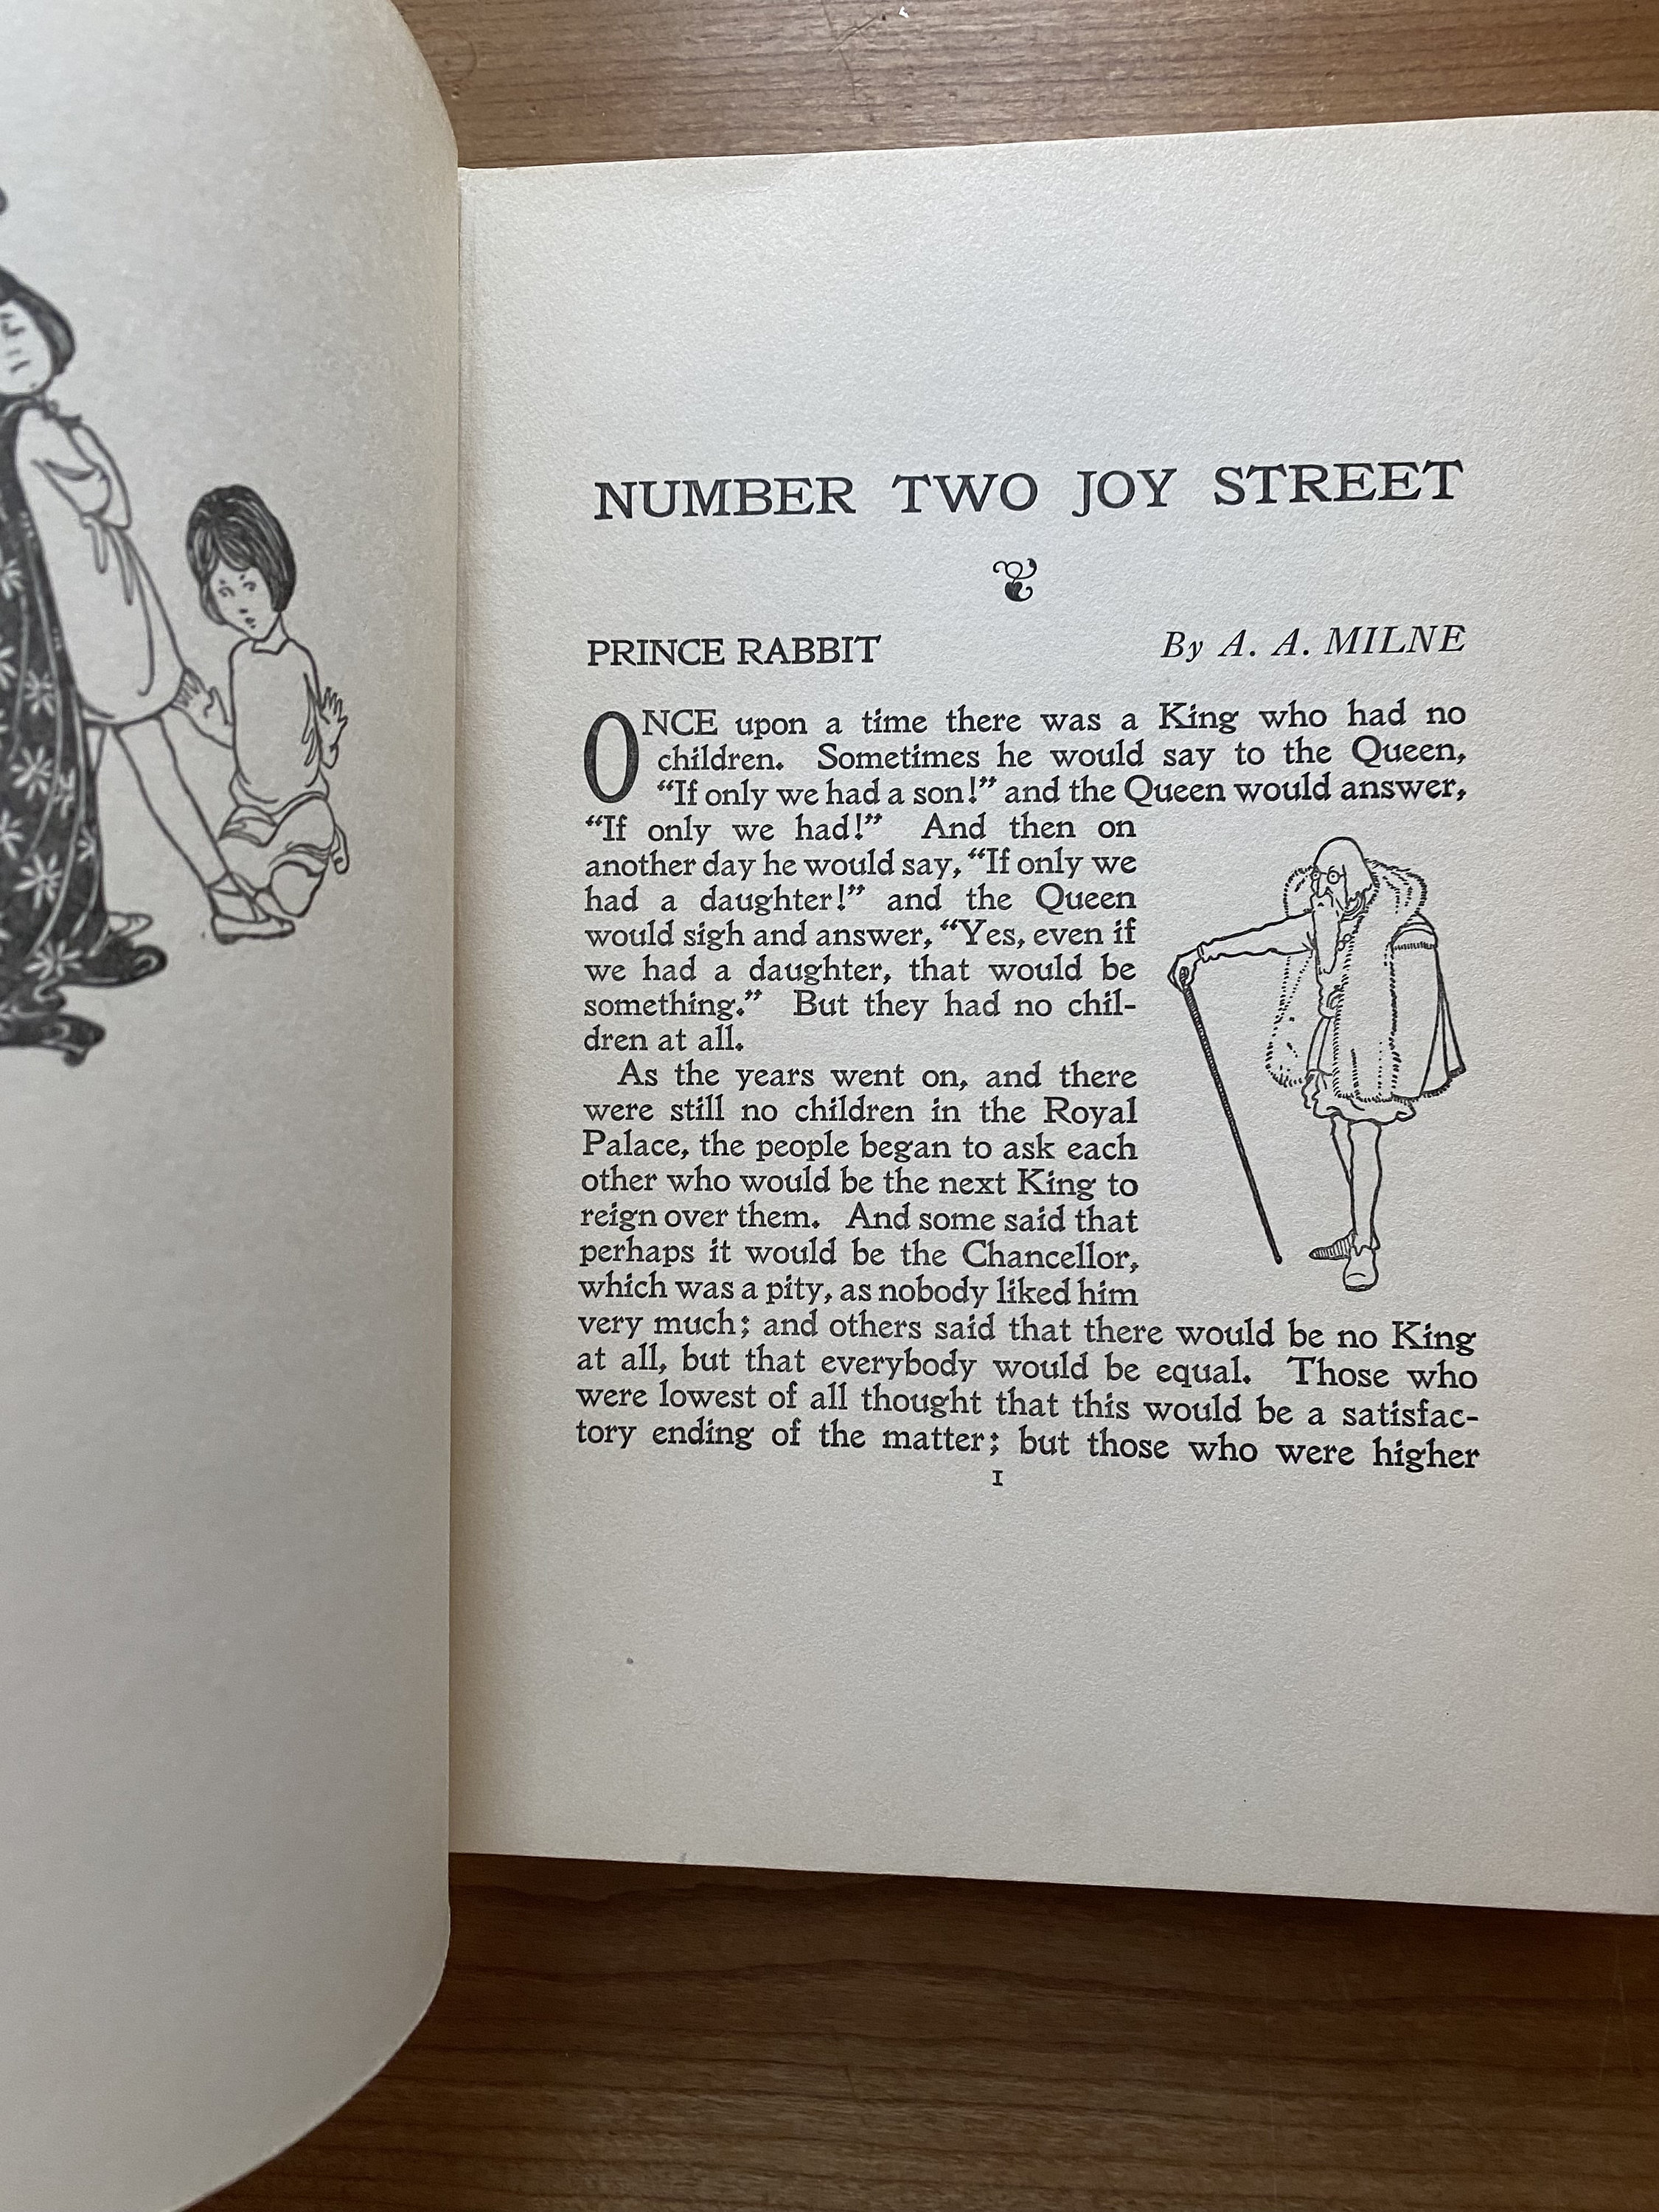 NUMBER TWO JOY STREET
PRINCE RABBIT By A. A. MILNE
ONCE upon a time there was a King who had no
children. Sometimes he would say to the Queen,
“If only we had a son!” and the Queen would answer,
“If only we had!” And then on
another day he would say, “If only we
had a daughter!” and the Queen
would sigh and answer, “Yes, even if
we had a daughter, that would be
something.” But they had no chil-
dren at all.
As the years went on, and there
were still no children in the Royal
Palace, the people began to ask each
other who would be the next King to
reign over them. And some said that
perhaps it would be the Chancellor,
which was a pity, as nobody liked him
very much; and others said that there would be no King
at all, but that everybody would be equal. Those who
were lowest of all thought that this would be a satisfac-
tory ending of the matter; but those who were higher
1